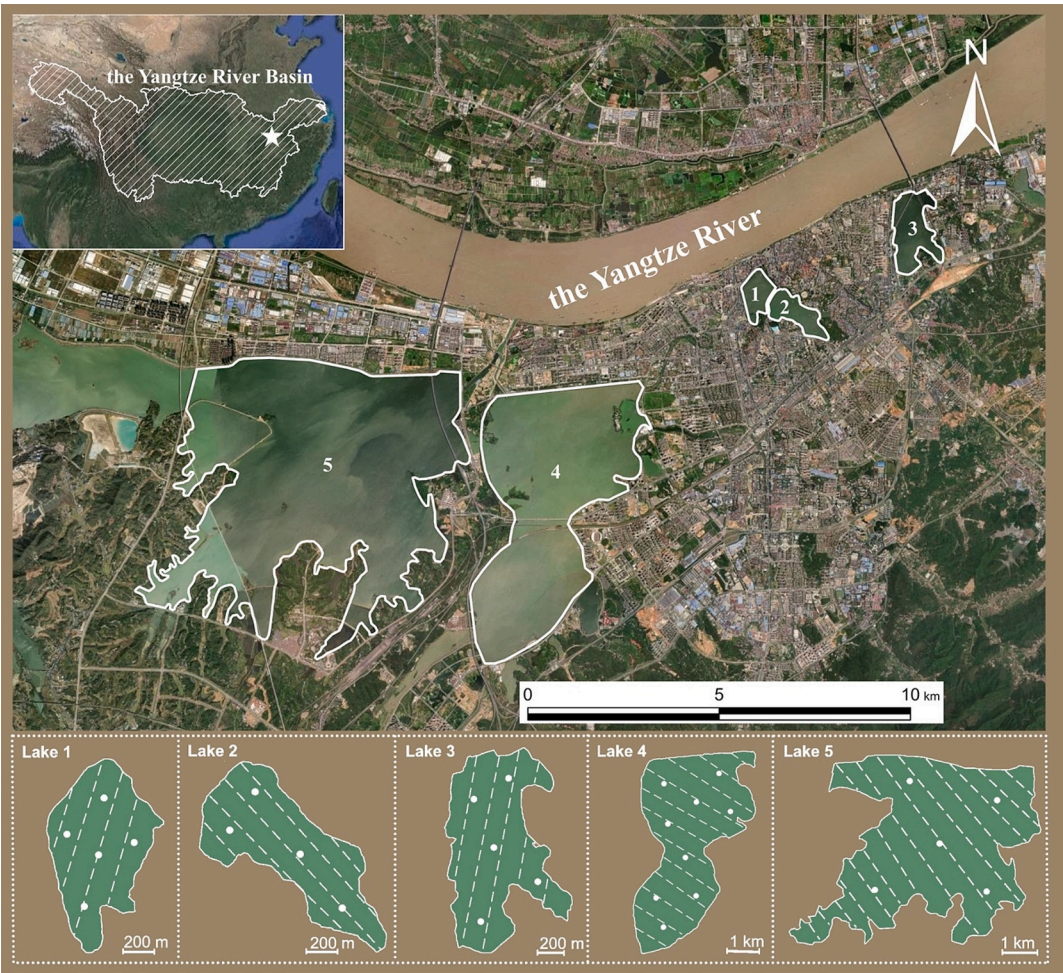 the Yangtze River Basin
N
the Yangtze River
1
2
3
4
5
0 5 10 km
Lake 1
200 m
Lake 2
200 m
Lake 3
200 m
Lake 4
1 km
Lake 5
1 km